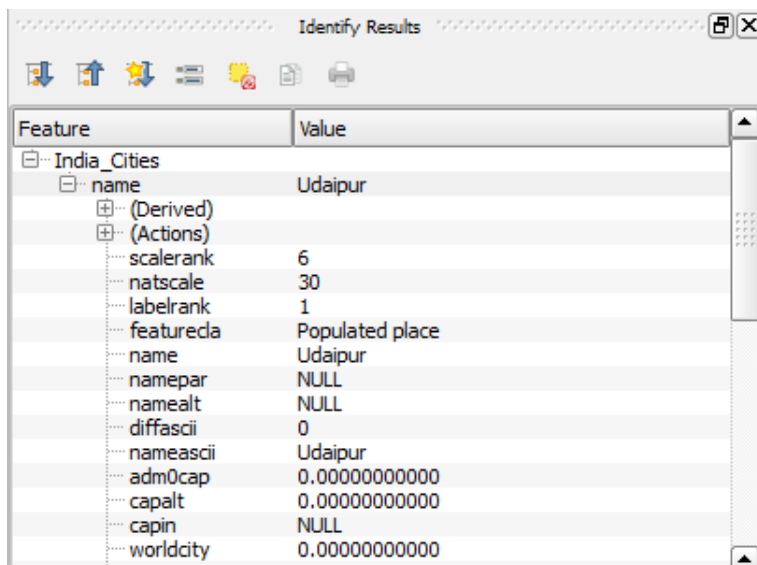 Identify Results
Feature Value
India_Cities
name Udaipur
(Derived)
(Actions)
scalerank 6
natscale 30
labelrank 1
featurecla Populated place
name Udaipur
namepar NULL
namealt NULL
diffascii 0
nameascii Udaipur
adm0cap 0.00000000000
capalt 0.00000000000
capin NULL
worldcity 0.00000000000